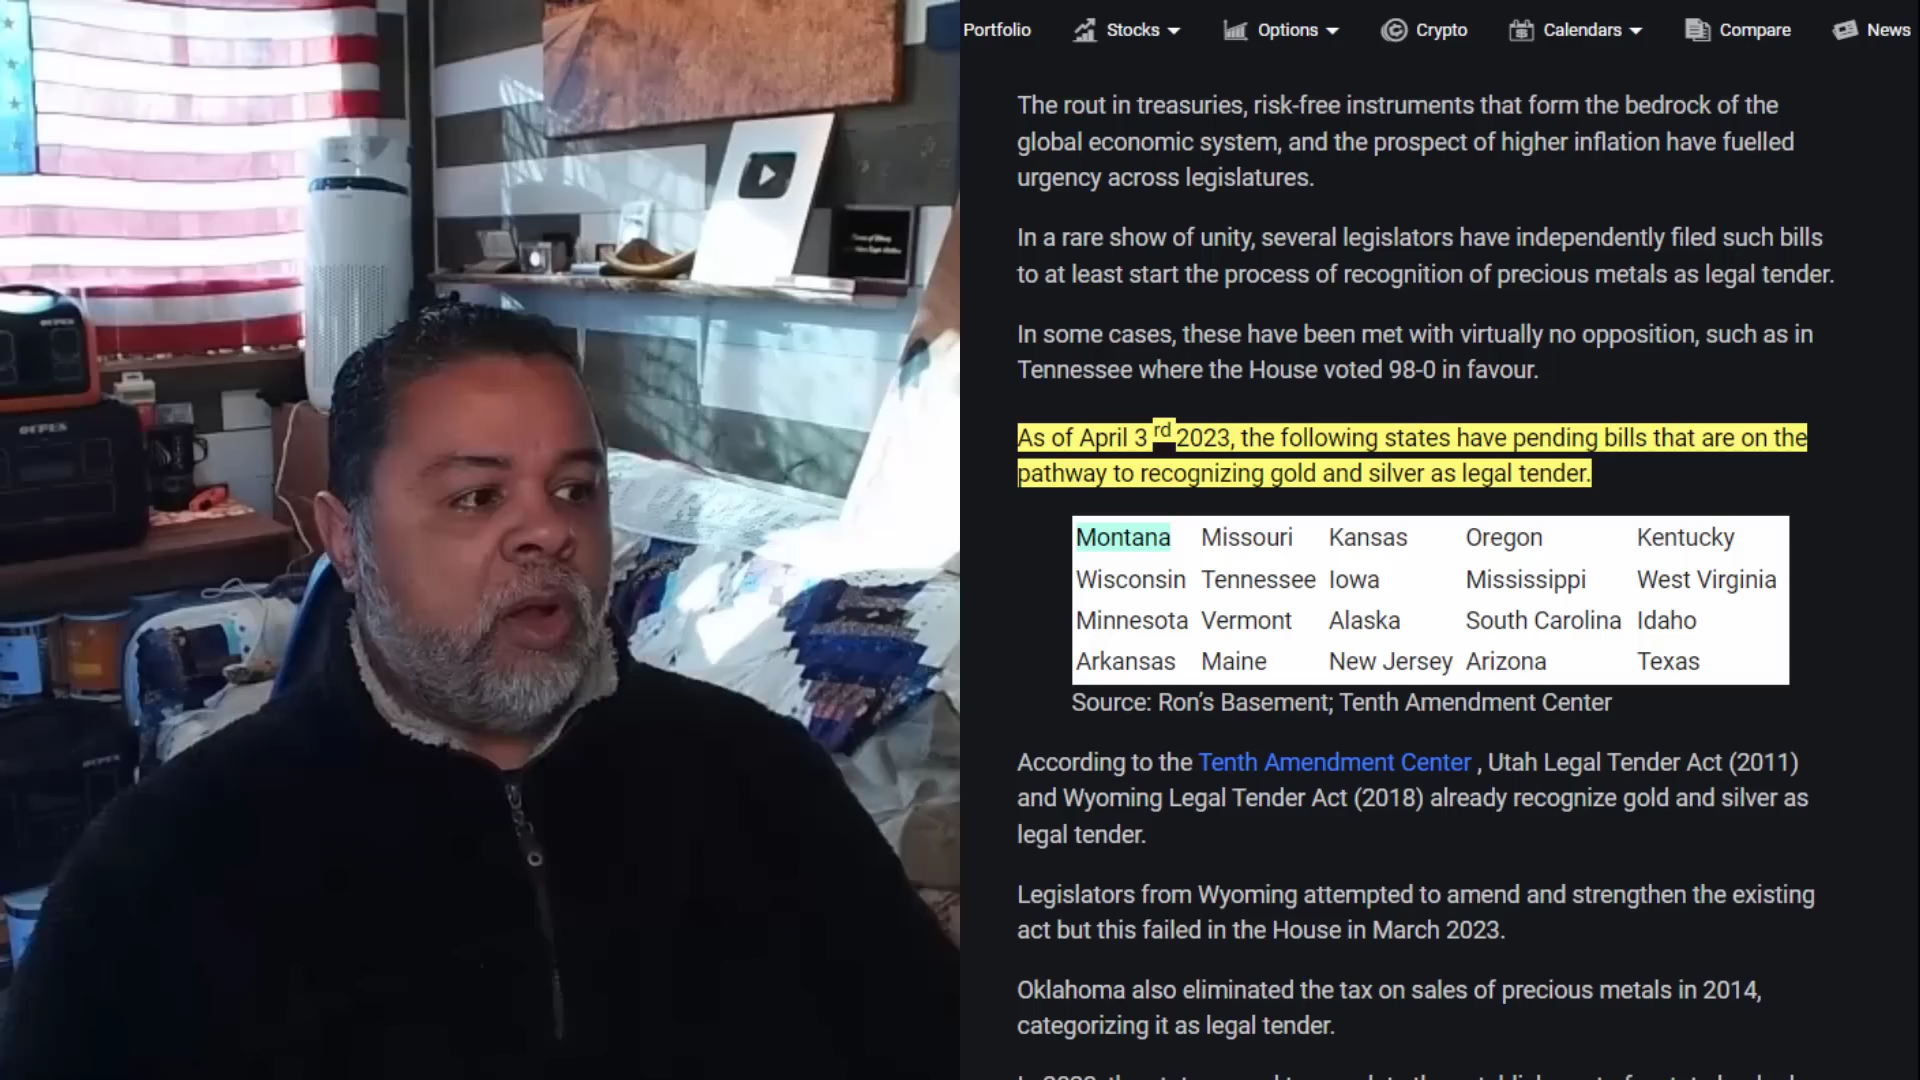 Portfolio Stocks Options Crypto Calendars Compare News
The rout in treasuries, risk-free instruments that form the bedrock of the
global economic system, and the prospect of higher inflation have fuelled
urgency across legislatures.
In a rare show of unity, several legislators have independently filed such bills
to at least start the process of recognition of precious metals as legal tender.
In some cases, these have been met with virtually no opposition, such as in
Tennessee where the House voted 98-0 in favour.
As of April 3 rd 2023, the following states have pending bills that are on the
pathway to recognizing gold and silver as legal tender.
Montana Missouri Kansas Oregon Kentucky
Wisconsin Tennessee Iowa Mississippi West Virginia
Minnesota Vermont Alaska South Carolina Idaho
Arkansas Maine New Jersey Arizona Texas
Source: Ron's Basement; Tenth Amendment Center
According to the Tenth Amendment Center , Utah Legal Tender Act (2011)
and Wyoming Legal Tender Act (2018) already recognize gold and silver as
legal tender.
Legislators from Wyoming attempted to amend and strengthen the existing
act but this failed in the House in March 2023.
Oklahoma also eliminated the tax on sales of precious metals in 2014,
categorizing it as legal tender.
OUPES
OUPES